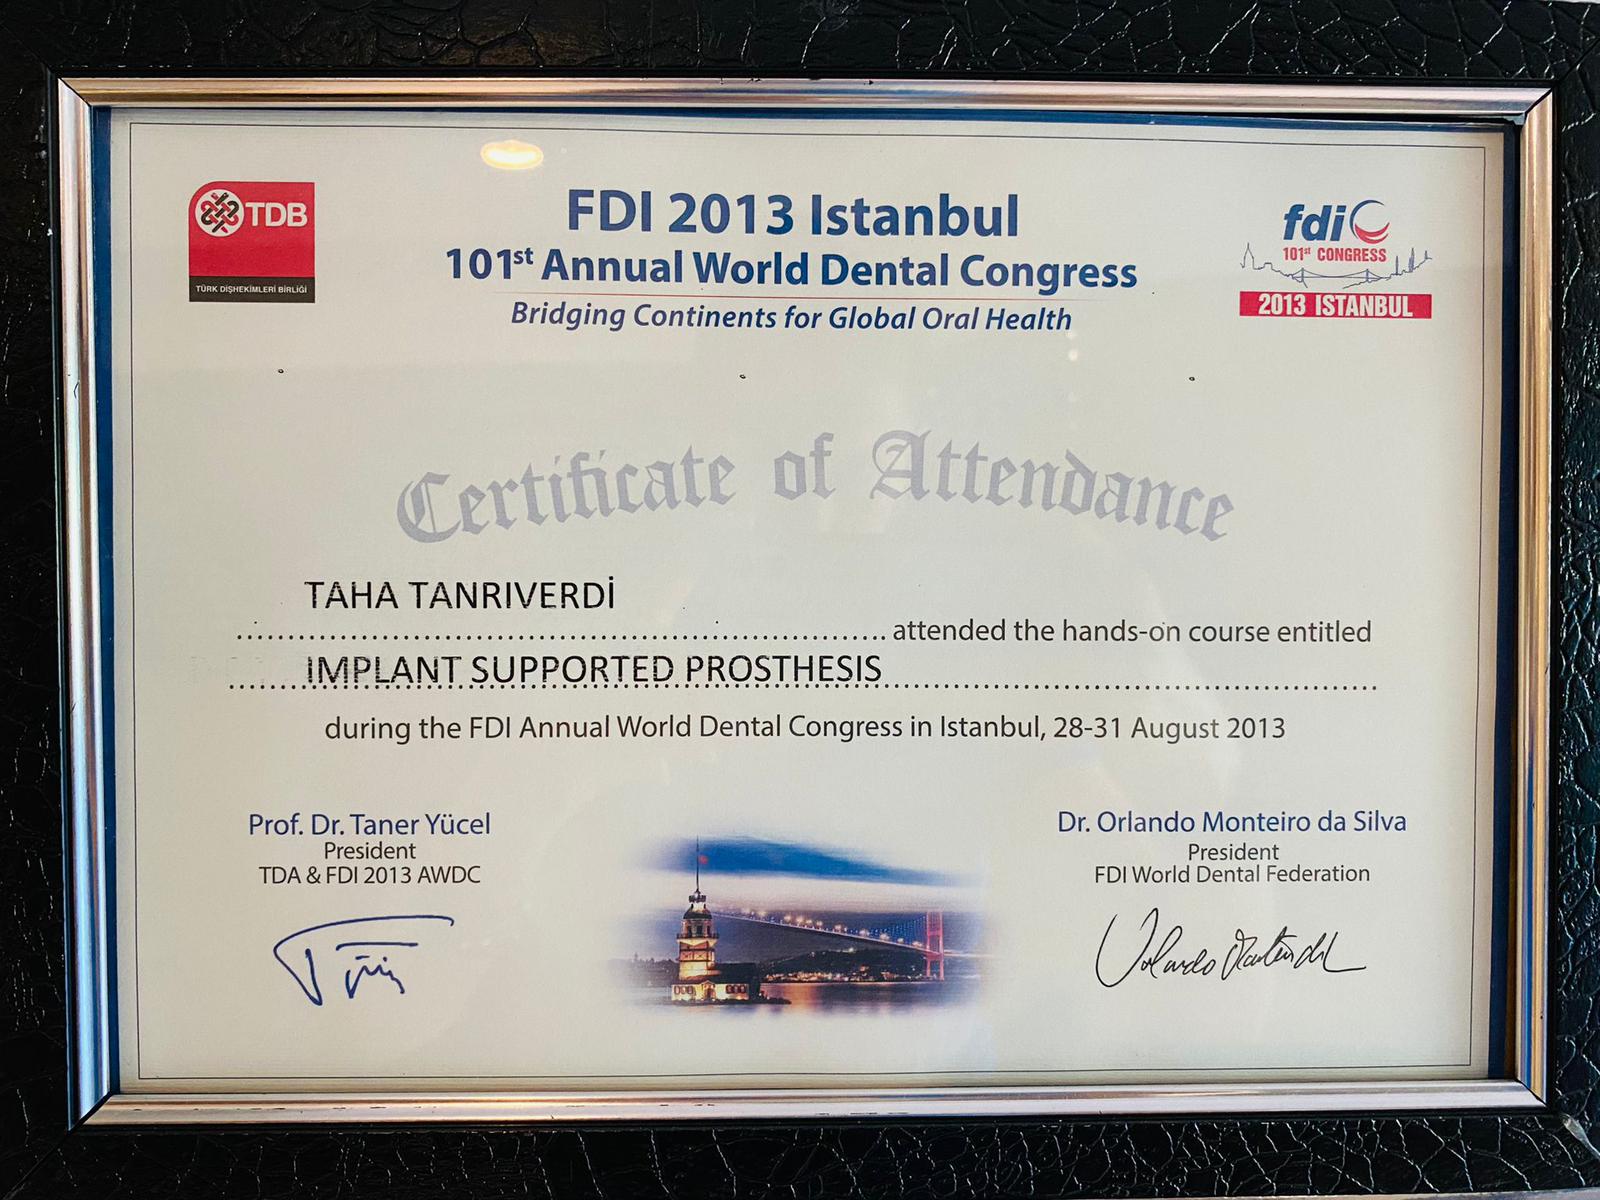 TDB
TÜRK DİŞHEKİMLERİ BİRLİĞİ
FDI 2013 Istanbul
101st Annual World Dental Congress
Bridging Continents for Global Oral Health
fdi
101st CONGRESS
2013 ISTANBUL
Certificate of Attendance
TAHA TANRIVERDİ
attended the hands-on course entitled
IMPLANT SUPPORTED PROSTHESIS
during the FDI Annual World Dental Congress in Istanbul, 28-31 August 2013
Prof. Dr. Taner Yücel
President
TDA & FDI 2013 AWDC
Dr. Orlando Monteiro da Silva
President
FDI World Dental Federation